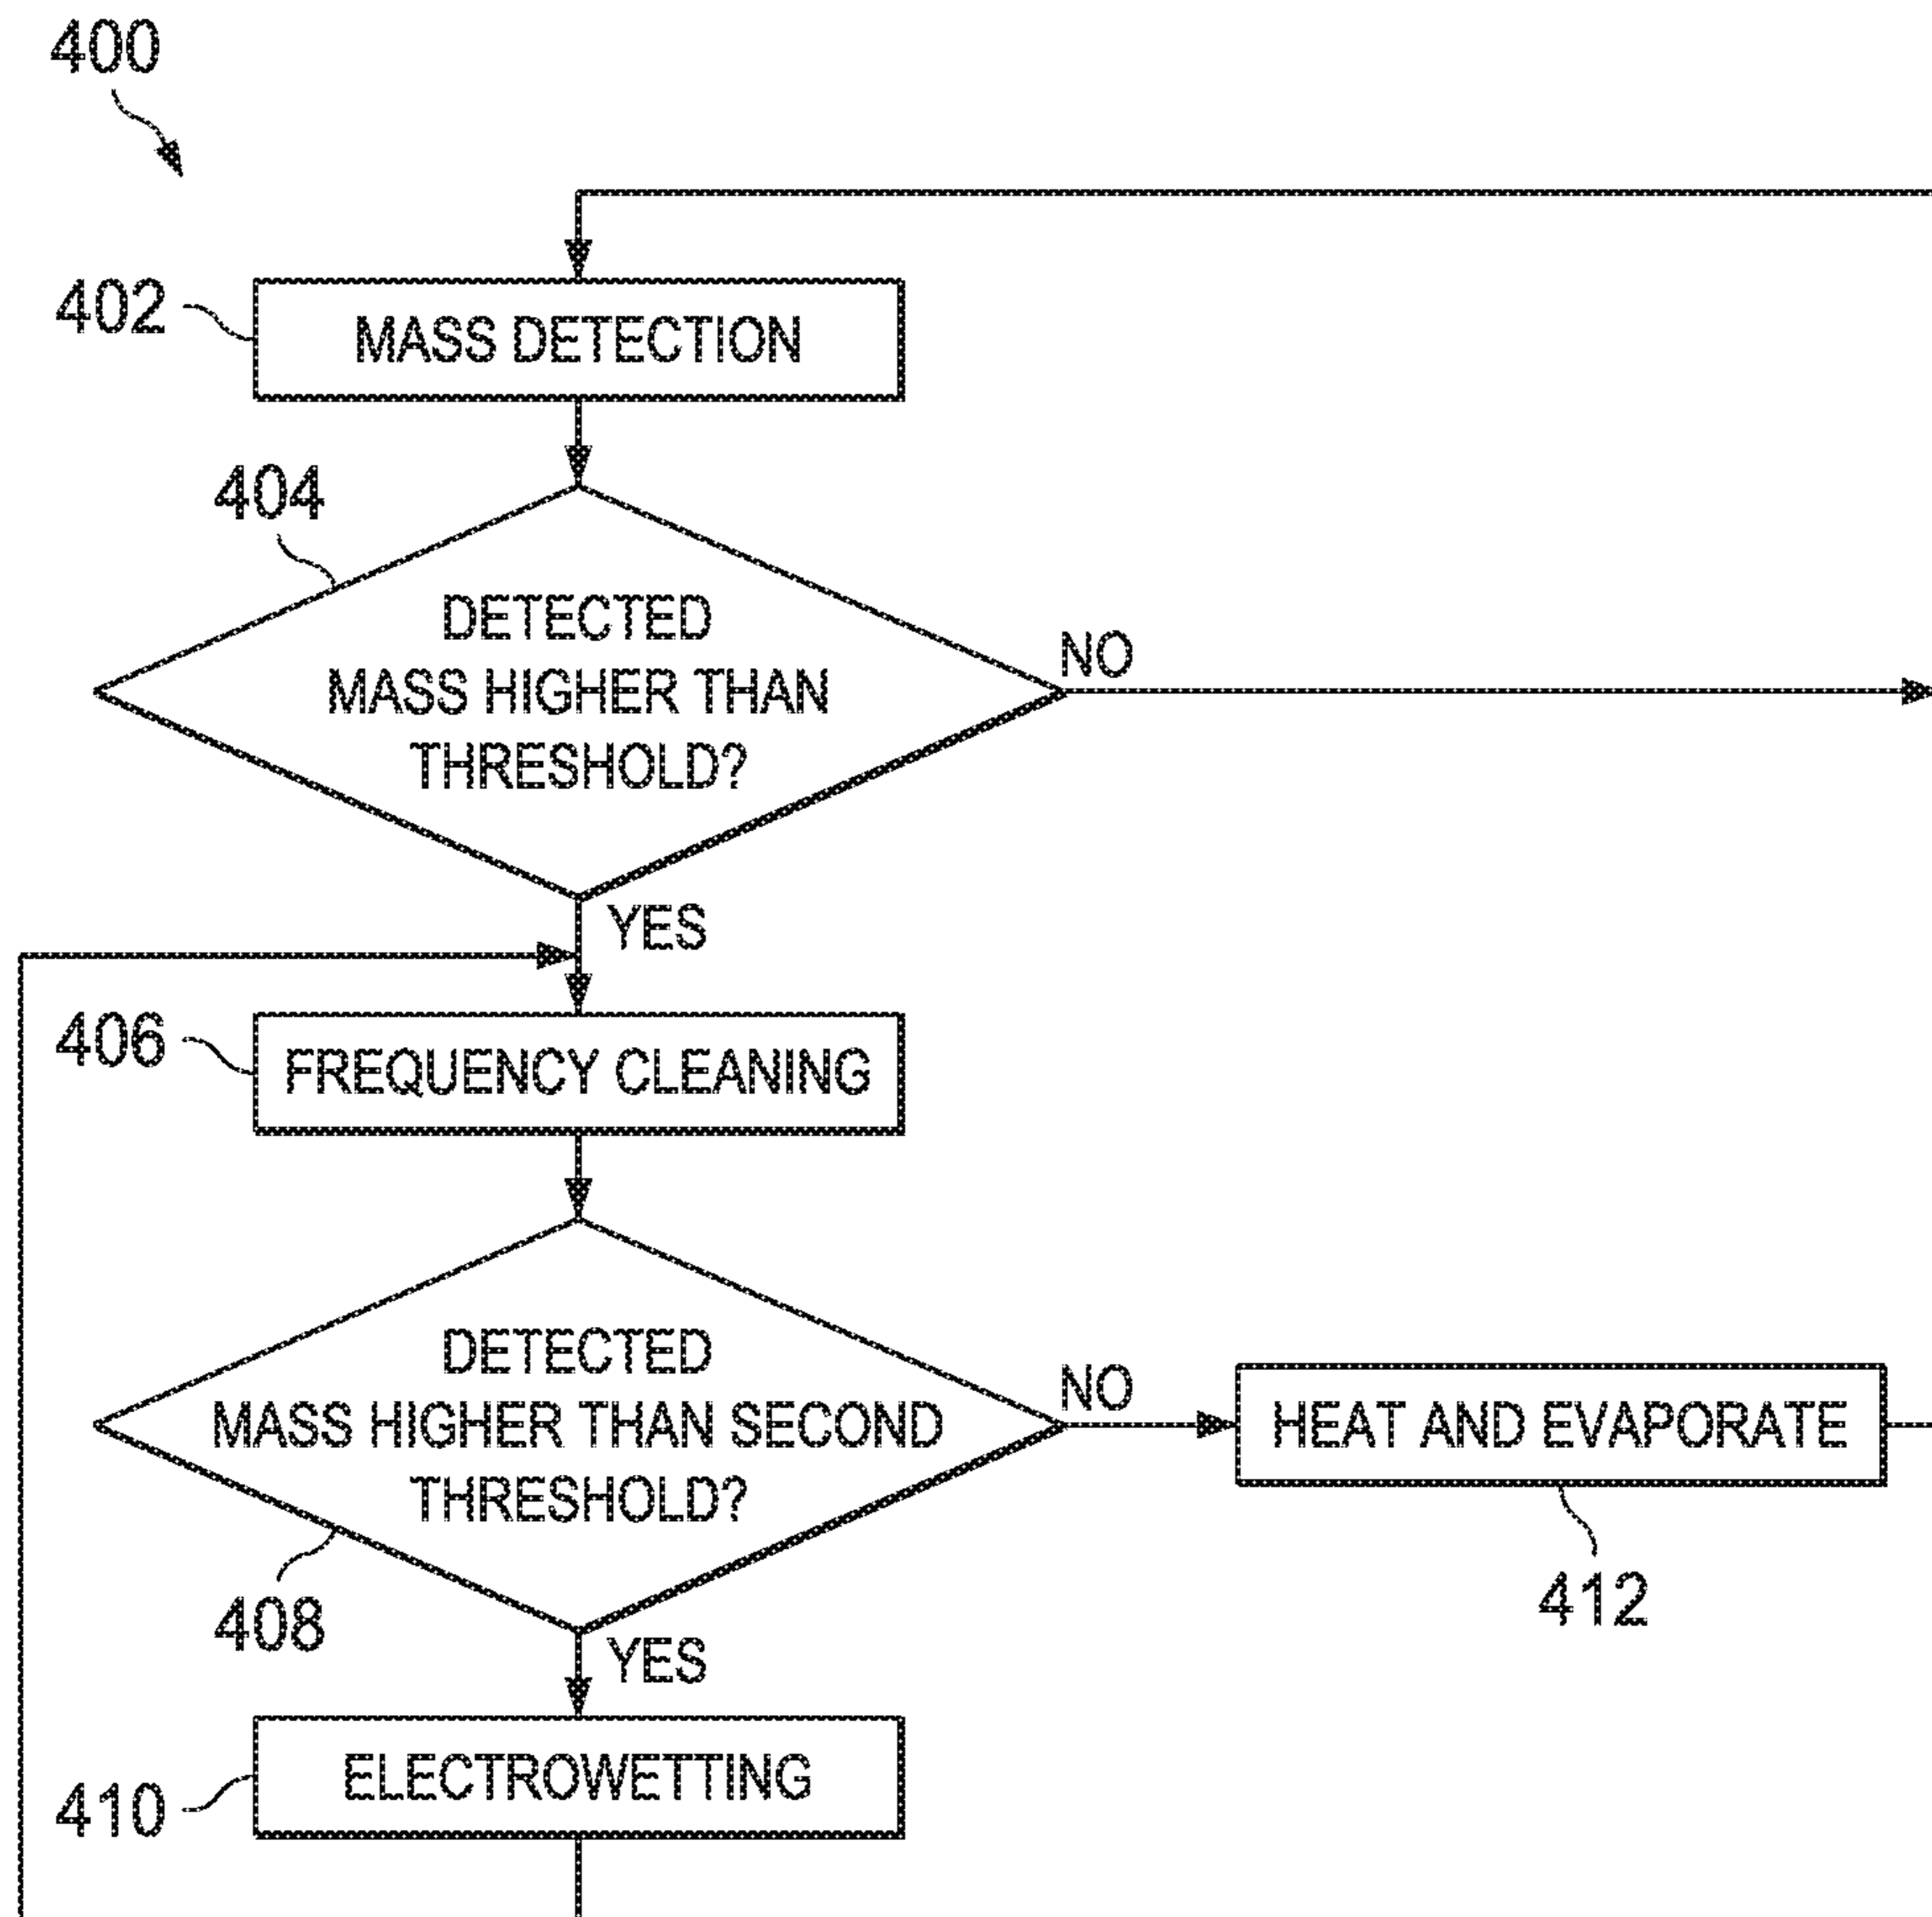 400
402
MASS DETECTION
404
DETECTED
MASS HIGHER THAN
THRESHOLD?
NO
YES
406
FREQUENCY CLEANING
DETECTED
MASS HIGHER THAN SECOND
THRESHOLD?
NO
HEAT AND EVAPORATE
412
408
YES
410
ELECTROWETTING